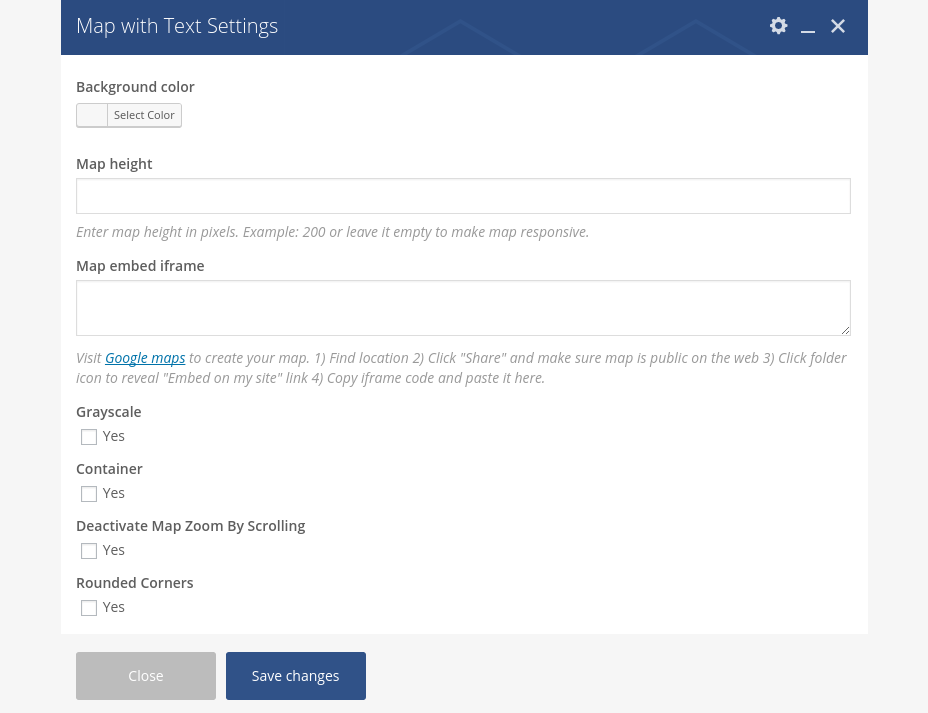 Map with Text Settings
Background color
Select Color
Map height
Enter map height in pixels. Example: 200 or leave it empty to make map responsive.
Map embed iframe
Visit Google maps to create your map. 1) Find location 2) Click "Share" and make sure map is public on the web 3) Click folder
icon to reveal "Embed on my site" link 4) Copy iframe code and paste it here.
Grayscale
Yes
Container
Yes
Deactivate Map Zoom By Scrolling
Yes
Rounded Corners
Yes
Close Save changes